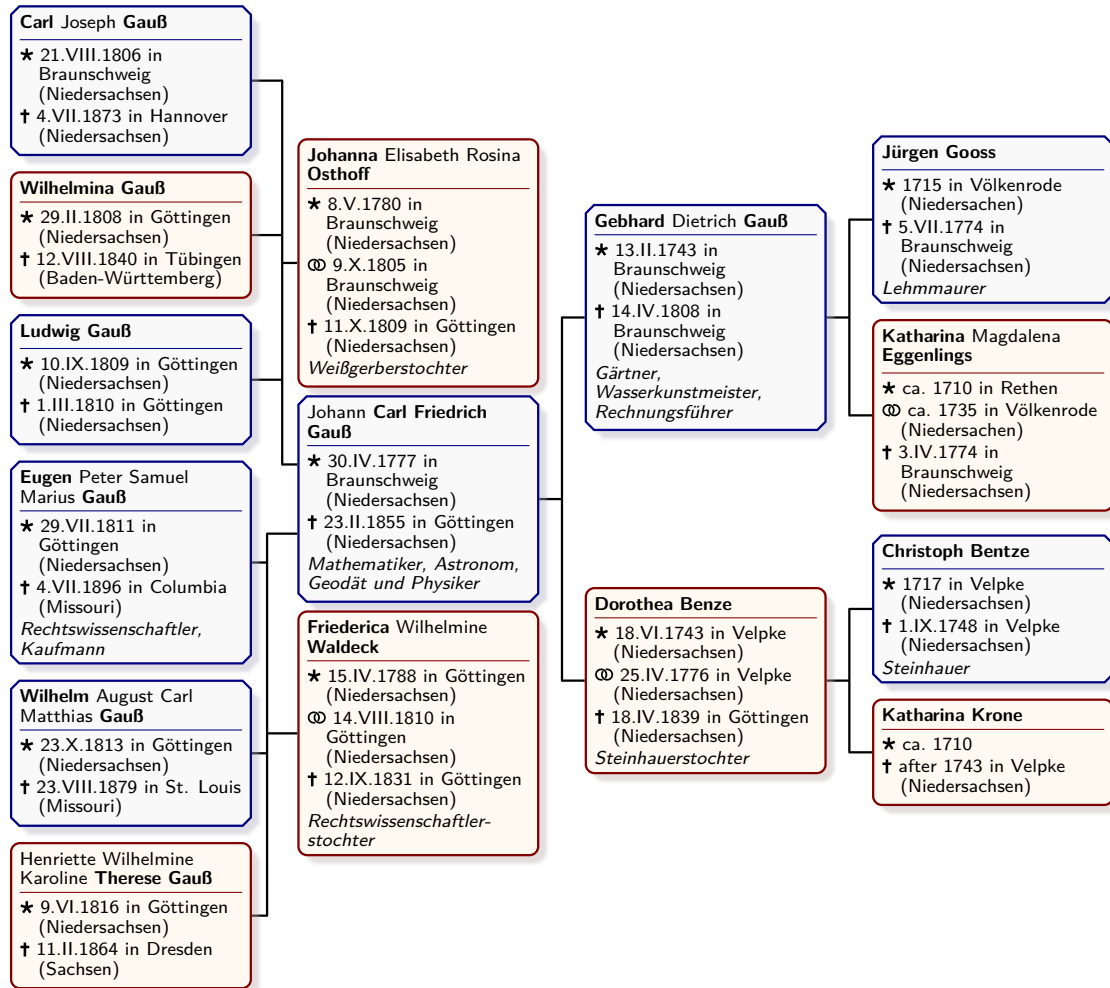 Carl Joseph Gauß
★ 21.VIII.1806 in
Braunschweig
(Niedersachsen)
† 4.VII.1873 in Hannover
(Niedersachsen)
Wilhelmina Gauß
★ 29.II.1808 in Göttingen
(Niedersachsen)
† 12.VIII.1840 in Tübingen
(Baden-Württemberg)
Ludwig Gauß
★ 10.IX.1809 in Göttingen
(Niedersachsen)
† 1.III.1810 in Göttingen
(Niedersachsen)
Eugen Peter Samuel
Marius Gauß
★ 29.VII.1811 in
Göttingen
(Niedersachsen)
† 4.VII.1896 in Columbia
(Missouri)
Rechtswissenschaftler,
Kaufmann
Wilhelm August Carl
Matthias Gauß
★ 23.X.1813 in Göttingen
(Niedersachsen)
† 23.VIII.1879 in St. Louis
(Missouri)
Henriette Wilhelmine
Karoline Therese Gauß
★ 9.VI.1816 in Göttingen
(Niedersachsen)
† 11.II.1864 in Dresden
(Sachsen)
Johanna Elisabeth Rosina
Osthoff
★ 8.V.1780 in
Braunschweig
(Niedersachsen)
⚭ 9.X.1805 in
Braunschweig
(Niedersachsen)
† 11.X.1809 in Göttingen
(Niedersachsen)
Weißgerberstochter
Johann Carl Friedrich
Gauß
★ 30.IV.1777 in
Braunschweig
(Niedersachsen)
† 23.II.1855 in Göttingen
(Niedersachsen)
Mathematiker, Astronom,
Geodät und Physiker
Friederica Wilhelmine
Waldeck
★ 15.IV.1788 in Göttingen
(Niedersachsen)
⚭ 14.VIII.1810 in
Göttingen
(Niedersachsen)
† 12.IX.1831 in Göttingen
(Niedersachsen)
Rechtswissenschaftler-
stochter
Gebhard Dietrich Gauß
★ 13.II.1743 in
Braunschweig
(Niedersachsen)
† 14.IV.1808 in
Braunschweig
(Niedersachsen)
Gärtner,
Wasserkunstmeister,
Rechnungsführer
Dorothea Benze
★ 18.VI.1743 in Velpke
(Niedersachsen)
⚭ 25.IV.1776 in Velpke
(Niedersachsen)
† 18.IV.1839 in Göttingen
(Niedersachsen)
Steinhauerstochter
Jürgen Gooss
★ 1715 in Völkenrode
(Niedersachen)
† 5.VII.1774 in
Braunschweig
(Niedersachsen)
Lehmmaurer
Katharina Magdalena
Eggenlings
★ ca. 1710 in Rethen
⚭ ca. 1735 in Völkenrode
(Niedersachen)
† 3.IV.1774 in
Braunschweig
(Niedersachsen)
Christoph Bentze
★ 1717 in Velpke
(Niedersachsen)
† 1.IX.1748 in Velpke
(Niedersachsen)
Steinhauer
Katharina Krone
★ ca. 1710
† after 1743 in Velpke
(Niedersachsen)